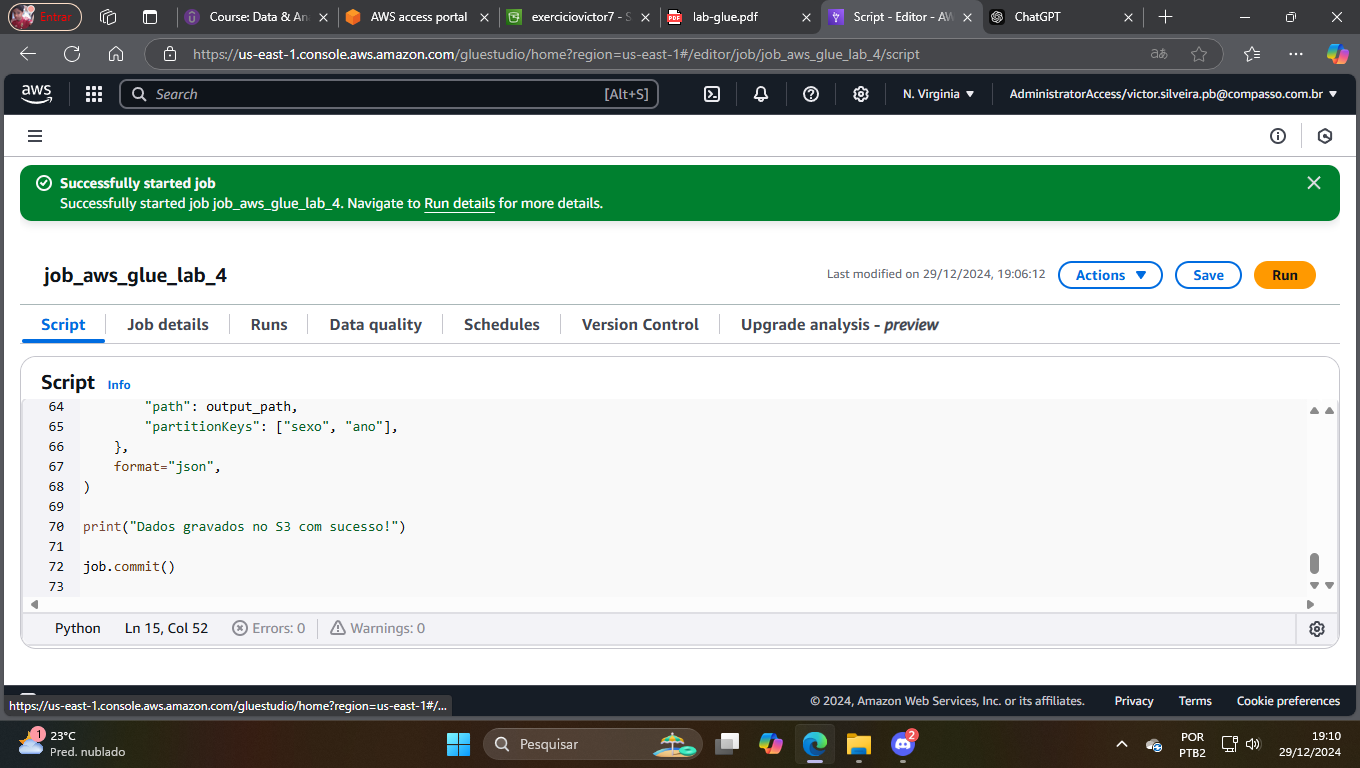 Entrar
Course: Data & An
AWS access portal
exerciciovictor7 - S
lab-glue.pdf
Script - Editor - AW
ChatGPT
https://us-east-1.console.aws.amazon.com/gluestudio/home?region=us-east-1#/editor/job/job_aws_glue_lab_4/script
aws
Search
[Alt+S]
N. Virginia
AdministratorAccess/victor.silveira.pb@compasso.com.br
Successfully started job
Successfully started job job_aws_glue_lab_4. Navigate to Run details for more details.
job_aws_glue_lab_4
Last modified on 29/12/2024, 19:06:12
Actions
Save
Run
Script
Job details
Runs
Data quality
Schedules
Version Control
Upgrade analysis - preview
Script
Info
64 "path": output_path,
65 "partitionKeys": ["sexo", "ano"],
66 },
67 format="json",
68 )
69
70 print("Dados gravados no S3 com sucesso!")
71
72 job.commit()
73
Python
Ln 15, Col 52
Errors: 0
Warnings: 0
https://us-east-1.console.aws.amazon.com/gluestudio/home?region=us-east-1#/...
© 2024, Amazon Web Services, Inc. or its affiliates.
Privacy
Terms
Cookie preferences
1
23°C
Pred. nublado
Pesquisar
2
POR
PTB2
19:10
29/12/2024